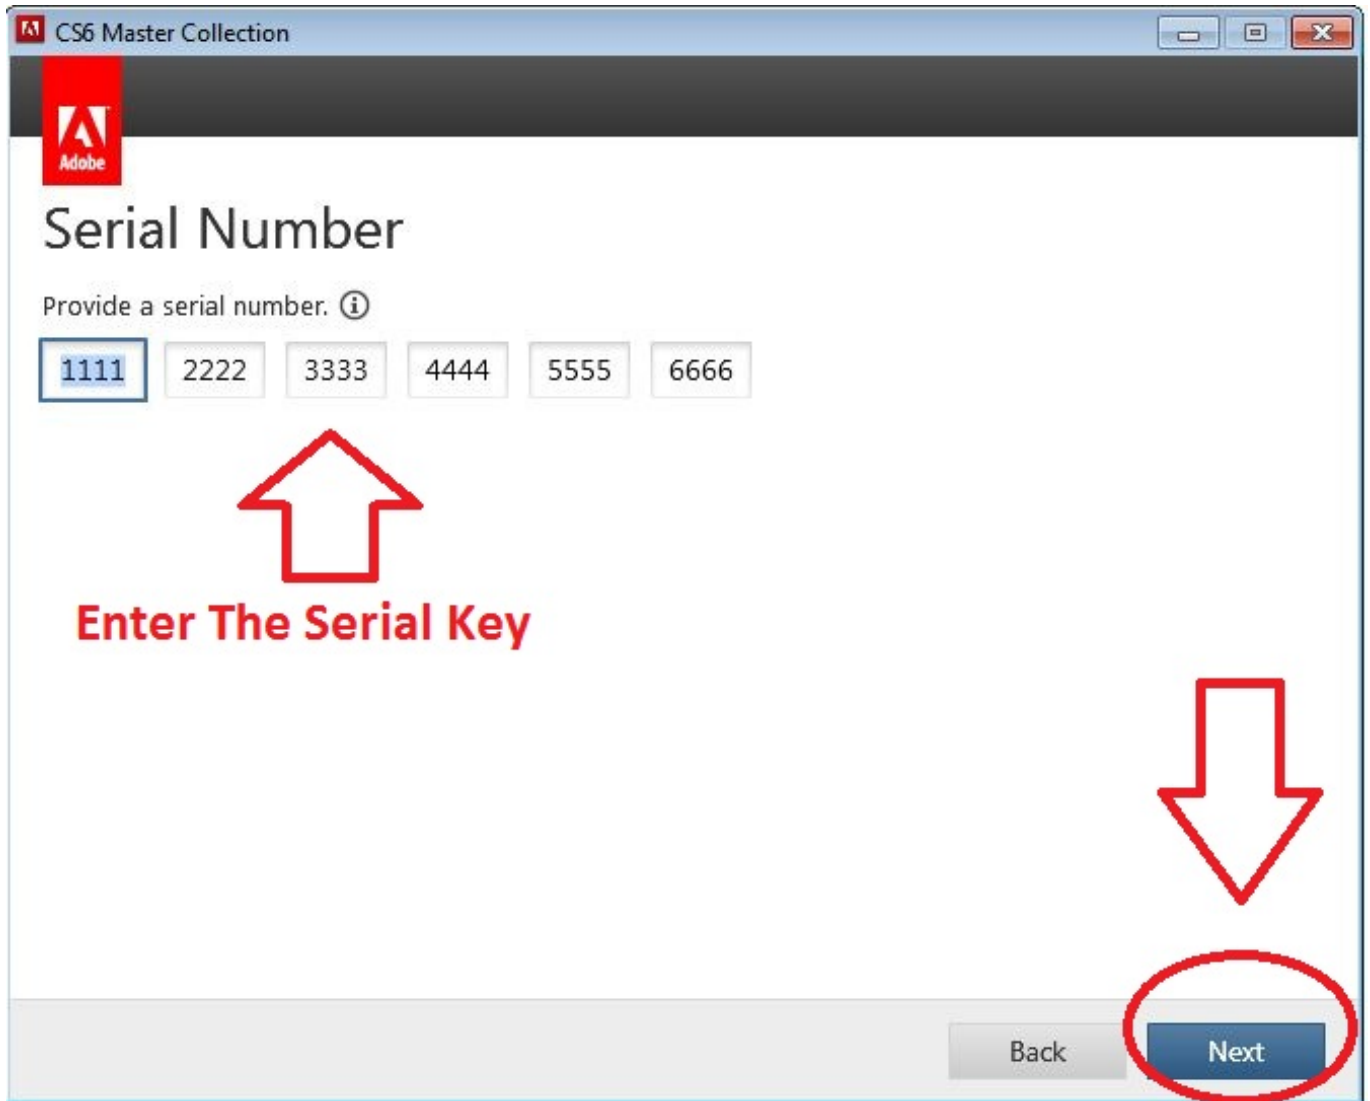 CS6 Master Collection
Adobe
Serial Number
Provide a serial number.
1111 2222 3333 4444 5555 6666
Enter The Serial Key
Back Next